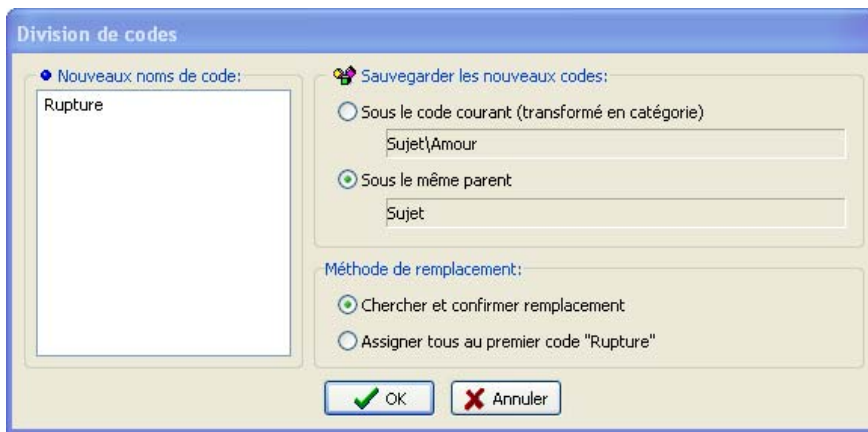 Division de codes
Nouveaux noms de code:
Rupture
Sauvegarder les nouveaux codes:
Sous le code courant (transformé en catégorie)
Sujet\Amour
Sous le même parent
Sujet
Méthode de remplacement:
Chercher et confirmer remplacement
Assigner tous au premier code "Rupture"
OK
Annuler